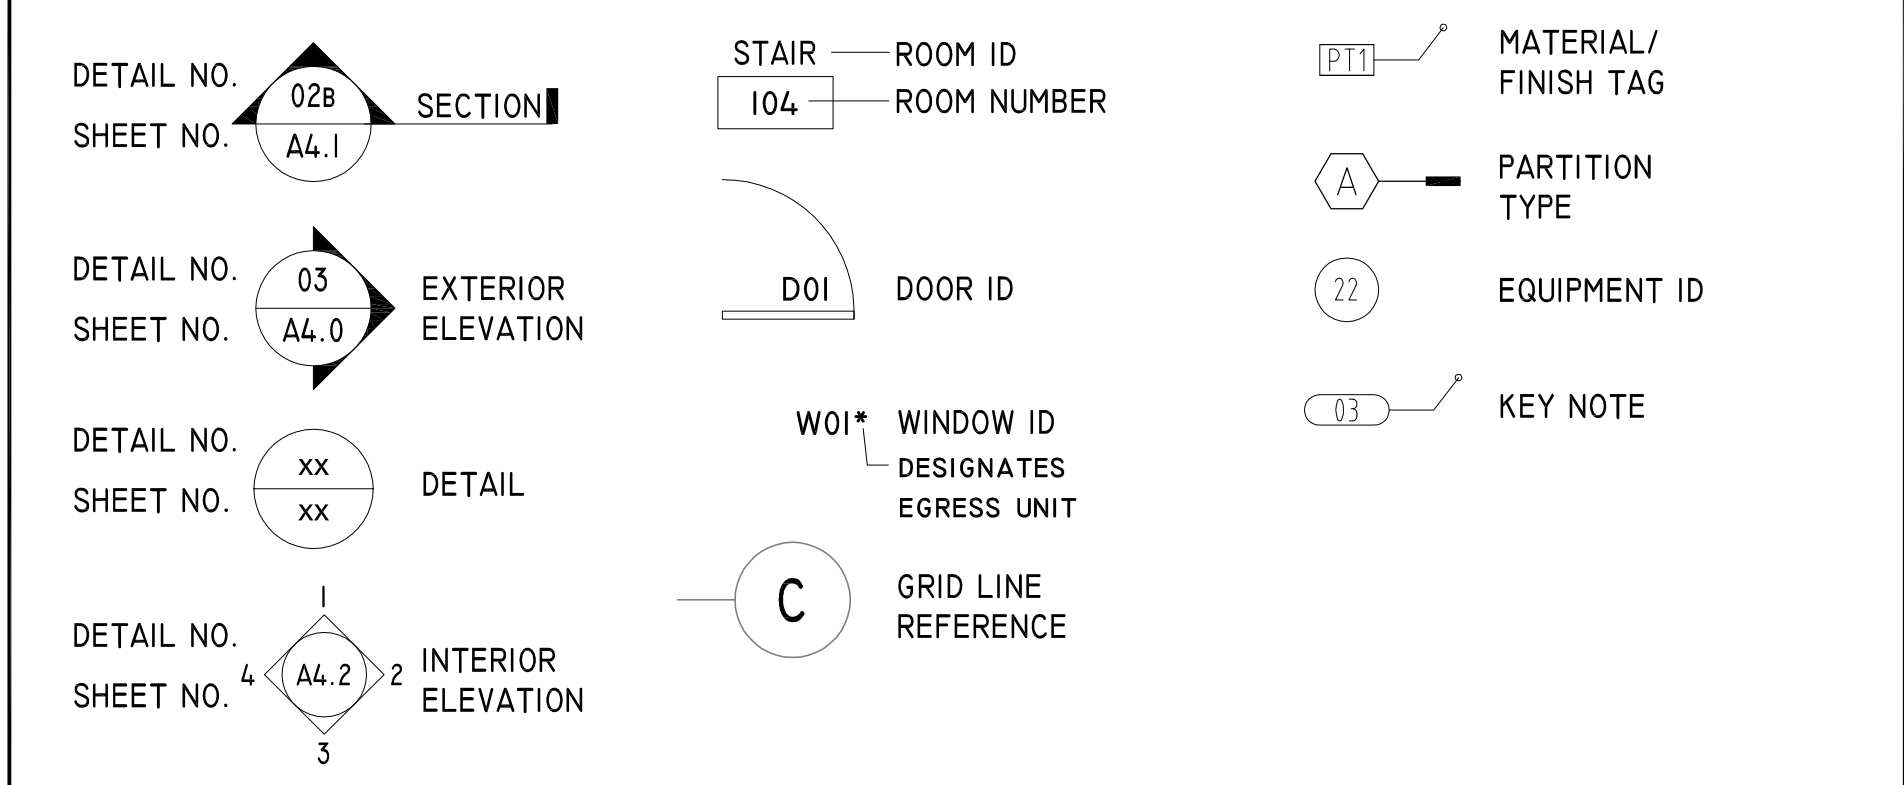 DETAIL NO.
SHEET NO.
02B
A4.1
SECTION
DETAIL NO.
SHEET NO.
03
A4.0
EXTERIOR
ELEVATION
DETAIL NO.
SHEET NO.
XX
XX
DETAIL
DETAIL NO.
SHEET NO.
1
4
A4.2
2
3
INTERIOR
ELEVATION
STAIR
ROOM ID
104
ROOM NUMBER
D01
DOOR ID
W01*
WINDOW ID
DESIGNATES
EGRESS UNIT
C
GRID LINE
REFERENCE
PT1
MATERIAL/
FINISH TAG
A
PARTITION
TYPE
22
EQUIPMENT ID
03
KEY NOTE